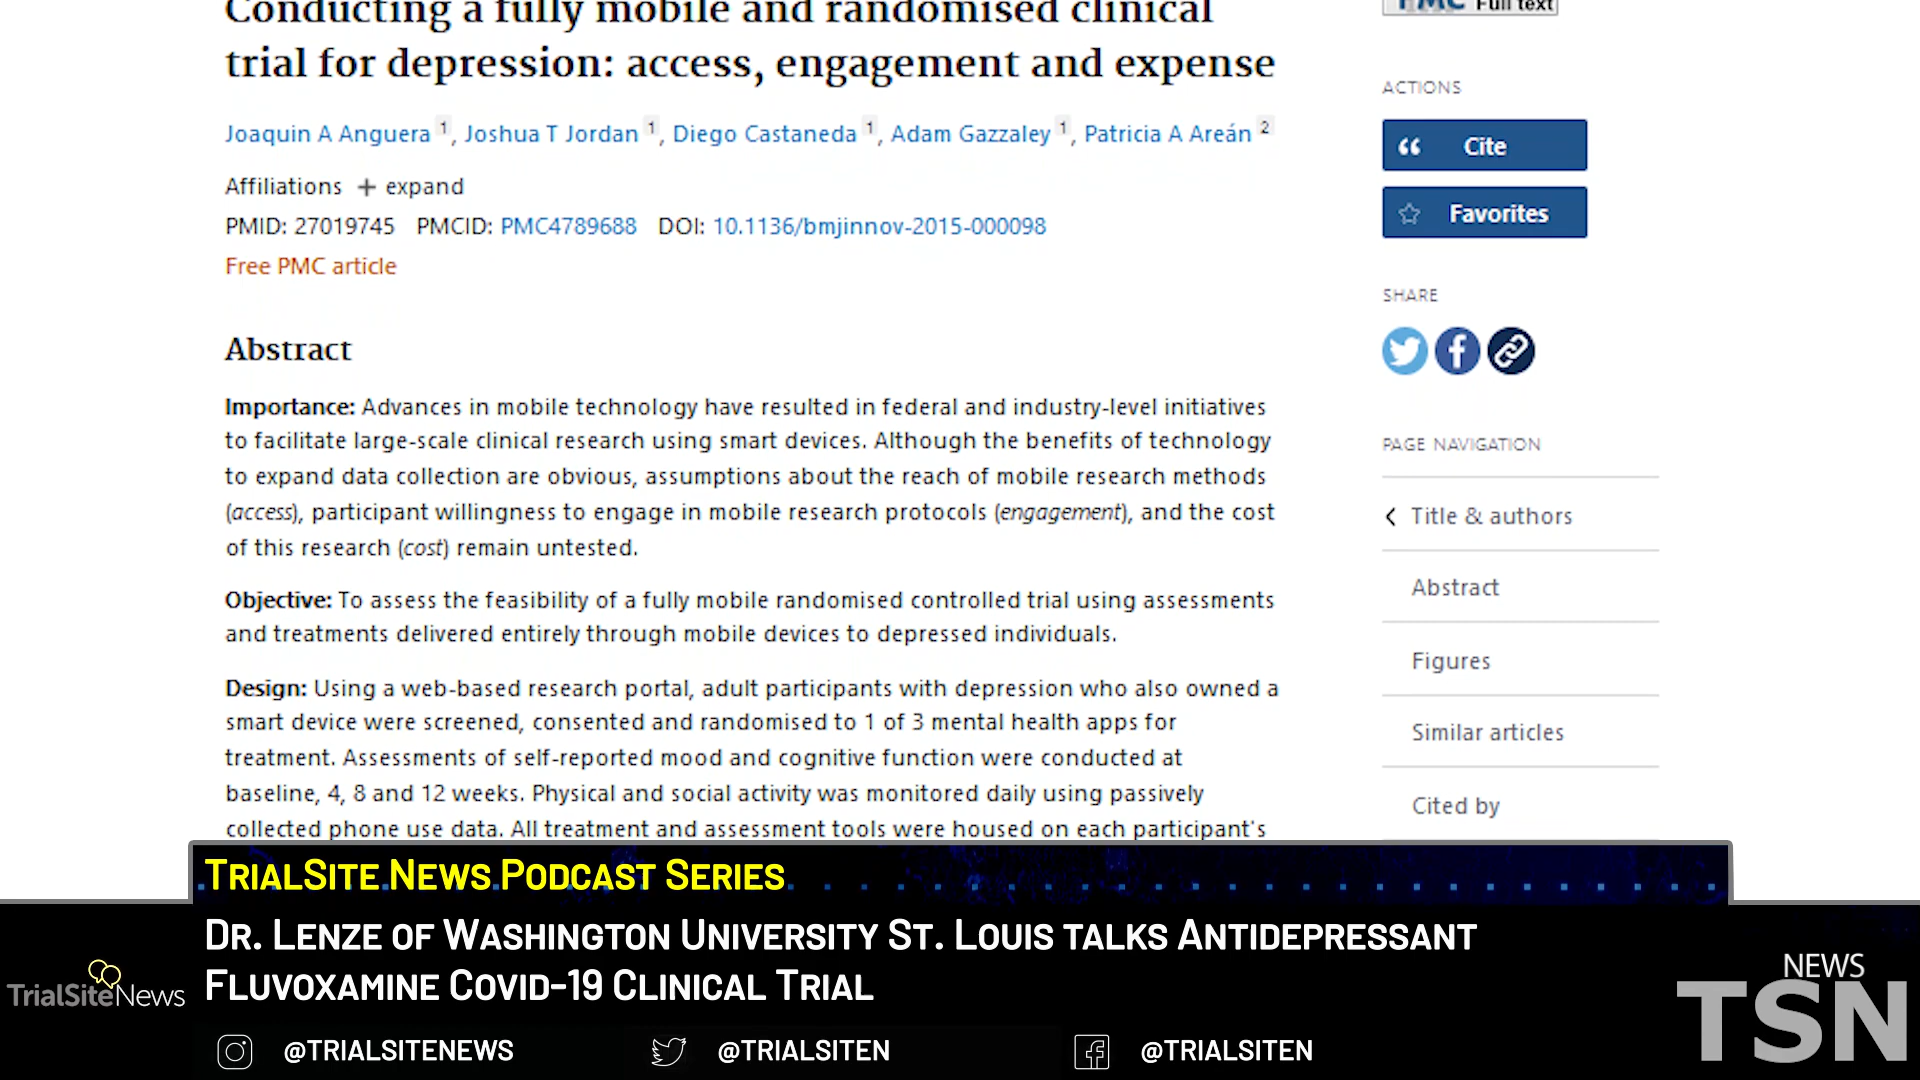 Conducting a fully mobile and randomised clinical
trial for depression: access, engagement and expense
Joaquin A Anguera 1, Joshua T Jordan 1, Diego Castaneda 1, Adam Gazzaley 1, Patricia A Areán 2
Affiliations + expand
PMID: 27019745 PMCID: PMC4789688 DOI: 10.1136/bmjinnov-2015-000098
Free PMC article
Abstract
Importance: Advances in mobile technology have resulted in federal and industry-level initiatives
to facilitate large-scale clinical research using smart devices. Although the benefits of technology
to expand data collection are obvious, assumptions about the reach of mobile research methods
(access), participant willingness to engage in mobile research protocols (engagement), and the cost
of this research (cost) remain untested.
Objective: To assess the feasibility of a fully mobile randomised controlled trial using assessments
and treatments delivered entirely through mobile devices to depressed individuals.
Design: Using a web-based research portal, adult participants with depression who also owned a
smart device were screened, consented and randomised to 1 of 3 mental health apps for
treatment. Assessments of self-reported mood and cognitive function were conducted at
baseline, 4, 8 and 12 weeks. Physical and social activity was monitored daily using passively
collected phone use data. All treatment and assessment tools were housed on each participant's
PMC Full text
ACTIONS
Cite
Favorites
SHARE
PAGE NAVIGATION
Title & authors
Abstract
Figures
Similar articles
Cited by
TrialSite News Podcast Series
Dr. Lenze of Washington University St. Louis talks Antidepressant
Fluvoxamine Covid-19 Clinical Trial
TrialSiteNews
@TRIALSITENEWS
@TRIALSITEN
@TRIALSITEN
NEWS
TSN